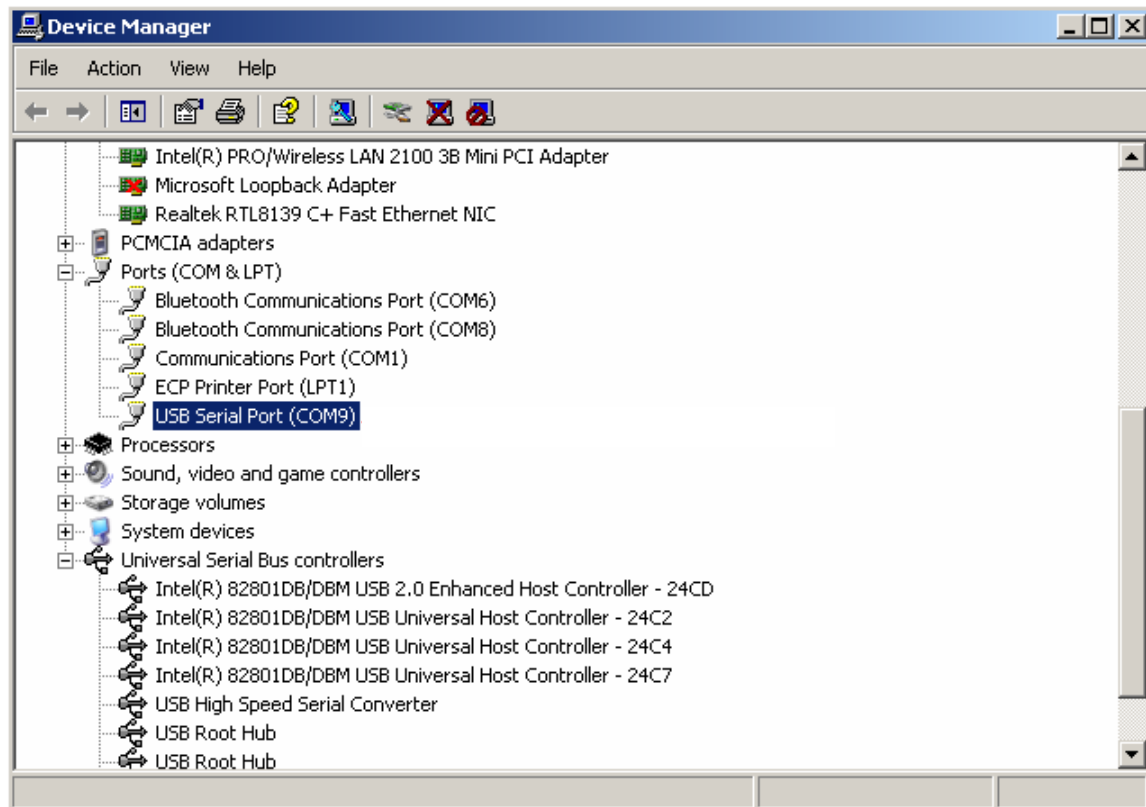 Device Manager
File Action View Help
Intel(R) PRO/Wireless LAN 2100 3B Mini PCI Adapter
Microsoft Loopback Adapter
Realtek RTL8139 C+ Fast Ethernet NIC
PCMCIA adapters
Ports (COM & LPT)
Bluetooth Communications Port (COM6)
Bluetooth Communications Port (COM8)
Communications Port (COM1)
ECP Printer Port (LPT1)
USB Serial Port (COM9)
Processors
Sound, video and game controllers
Storage volumes
System devices
Universal Serial Bus controllers
Intel(R) 82801DB/DBM USB 2.0 Enhanced Host Controller - 24CD
Intel(R) 82801DB/DBM USB Universal Host Controller - 24C2
Intel(R) 82801DB/DBM USB Universal Host Controller - 24C4
Intel(R) 82801DB/DBM USB Universal Host Controller - 24C7
USB High Speed Serial Converter
USB Root Hub
USB Root Hub